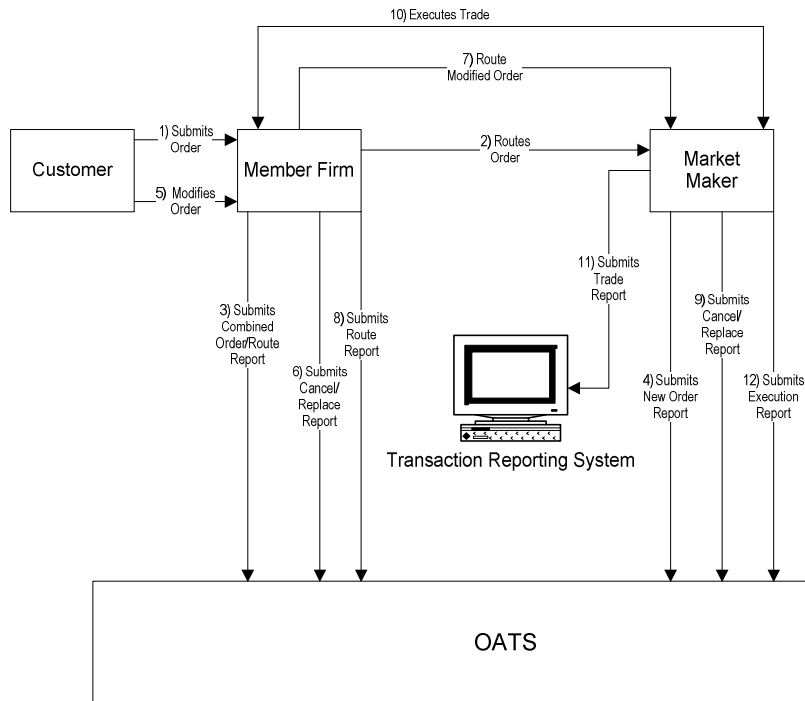 10) Executes Trade
7) Route
Modified Order
1) Submits
Order
2) Routes
Order
Customer
Member Firm
Market
Maker
5) Modifies
Order
11) Submits
Trade
Report
3) Submits
Combined
Order/Route
Report
8) Submits
Route
Report
9) Submits
Cancel/
Replace
Report
6) Submits
Cancel/
Replace
Report
4) Submits
New Order
Report
12) Submits
Execution
Report
Transaction Reporting System
OATS